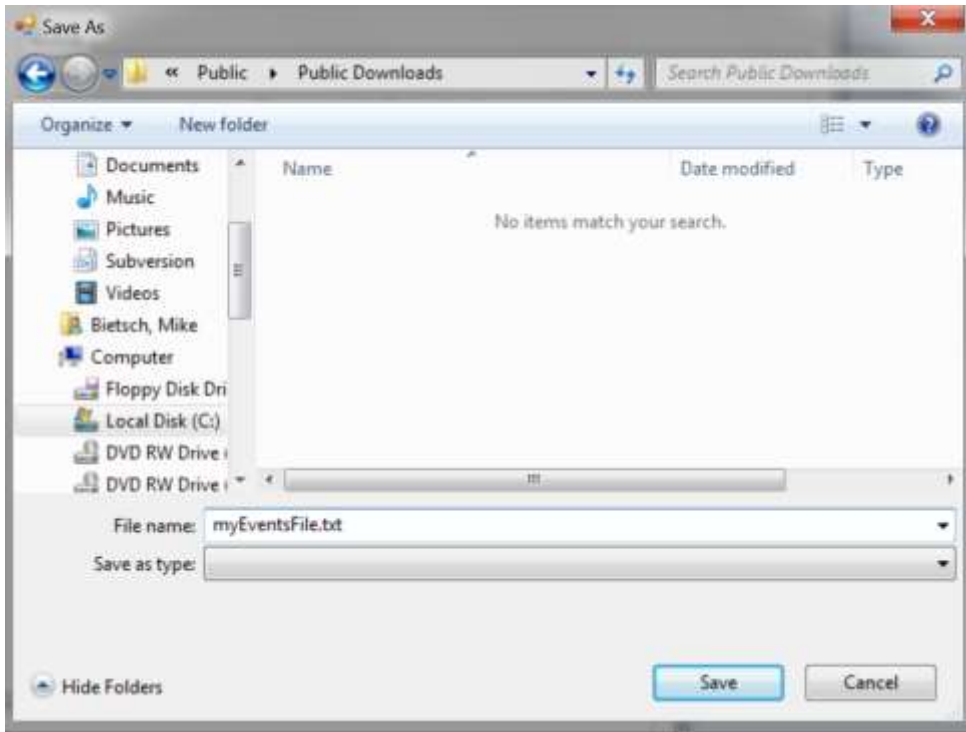 Save As
« Public ▸ Public Downloads Search Public Downloads
Organize New folder
Name Date modified Type
No items match your search.
Documents
Music
Pictures
Subversion
Videos
Bietsch, Mike
Computer
Floppy Disk Dri
Local Disk (C:)
DVD RW Drive
DVD RW Drive
File name: myEventsFile.txt
Save as type:
Hide Folders Save Cancel